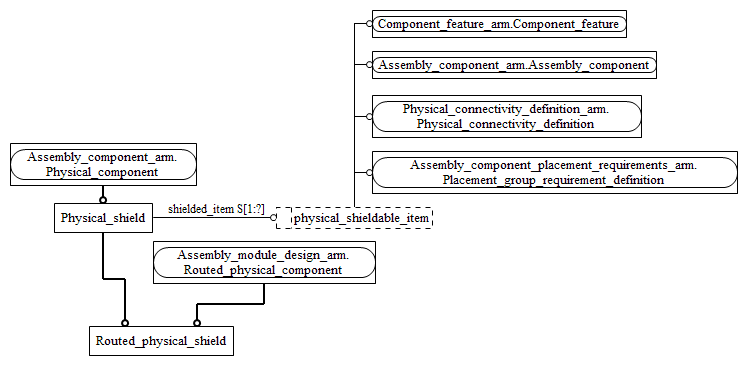 Component_feature_arm.Component_feature
Assembly_component_arm.Assembly_component
Physical_connectivity_definition_arm.
Physical_connectivity_definition
Assembly_component_placement_requirements_arm.
Placement_group_requirement_definition
Assembly_component_arm.
Physical_component
Physical_shield
shielded_item S[1:?]
physical_shieldable_item
Assembly_module_design_arm.
Routed_physical_component
Routed_physical_shield